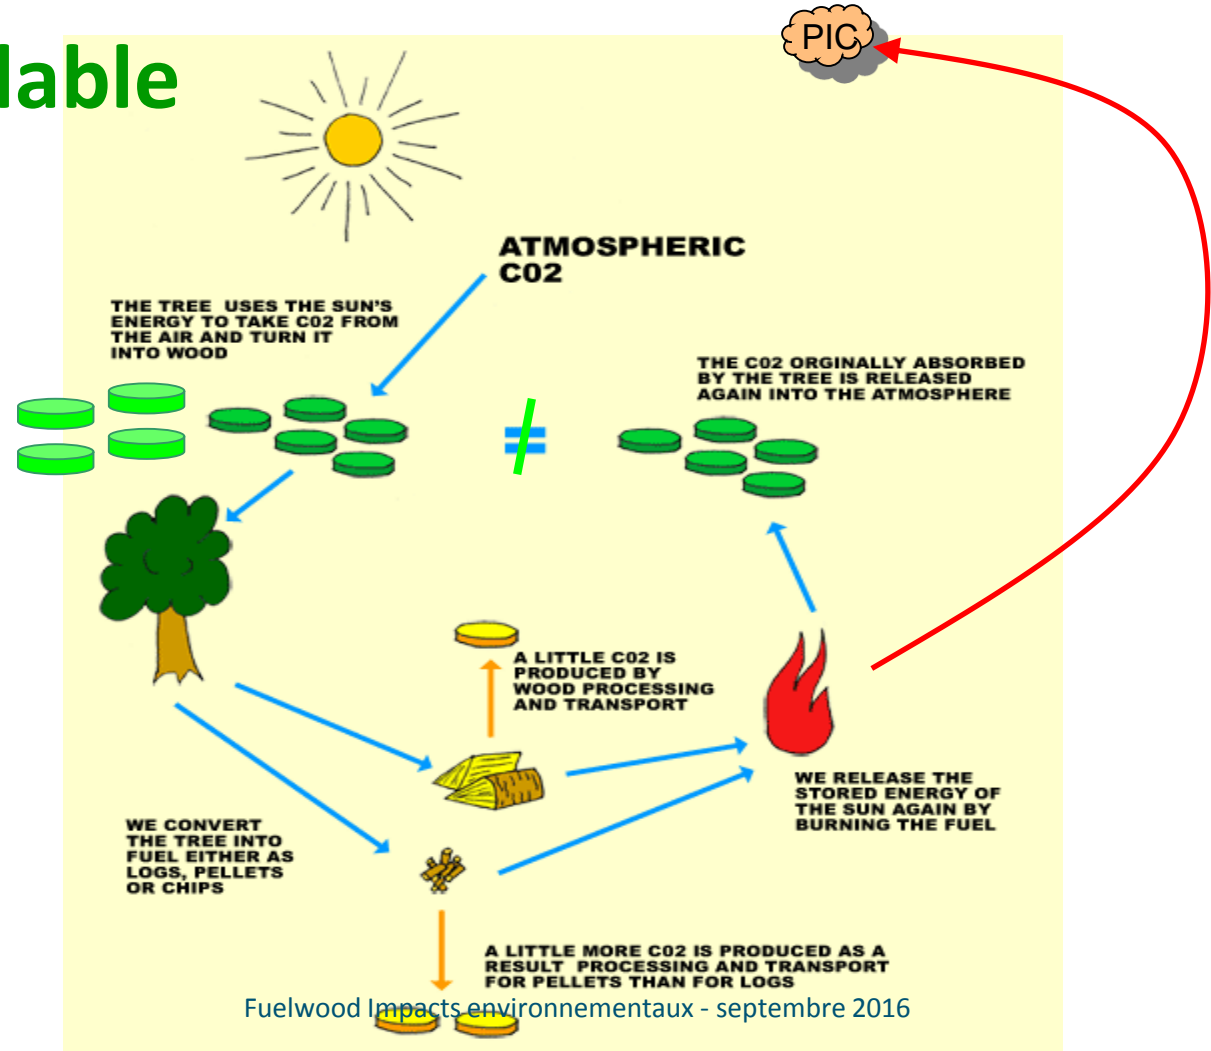 lable
PIC
ATMOSPHERIC
C02
THE TREE USES THE SUN'S
ENERGY TO TAKE C02 FROM
THE AIR AND TURN IT
INTO WOOD
THE C02 ORGINALLY ABSORBED
BY THE TREE IS RELEASED
AGAIN INTO THE ATMOSPHERE
A LITTLE C02 IS
PRODUCED BY
WOOD PROCESSING
AND TRANSPORT
WE RELEASE THE
STORED ENERGY OF
THE SUN AGAIN BY
BURNING THE FUEL
WE CONVERT
THE TREE INTO
FUEL EITHER AS
LOGS, PELLETS
OR CHIPS
A LITTLE MORE C02 IS PRODUCED AS A
RESULT PROCESSING AND TRANSPORT
FOR PELLETS THAN FOR LOGS
Fuelwood Impacts environnementaux - septembre 2016